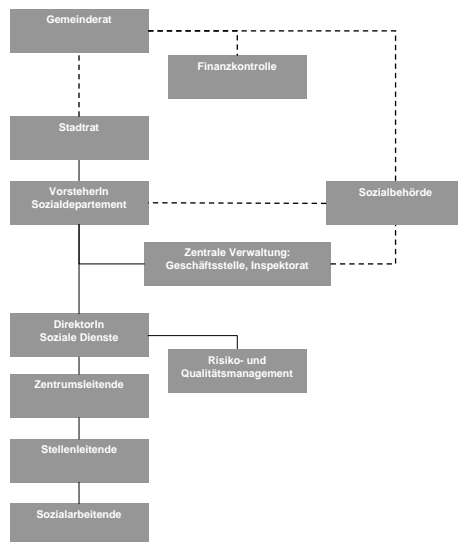 Gemeinderat
Finanzkontrolle
Stadtrat
VorsteherIn
Sozialdepartement
Sozialbehörde
Zentrale Verwaltung:
Geschäftsstelle, Inspektorat
DirektorIn
Soziale Dienste
Risiko- und
Qualitätsmanagement
Zentrumsleitende
Stellenleitende
Sozialarbeitende